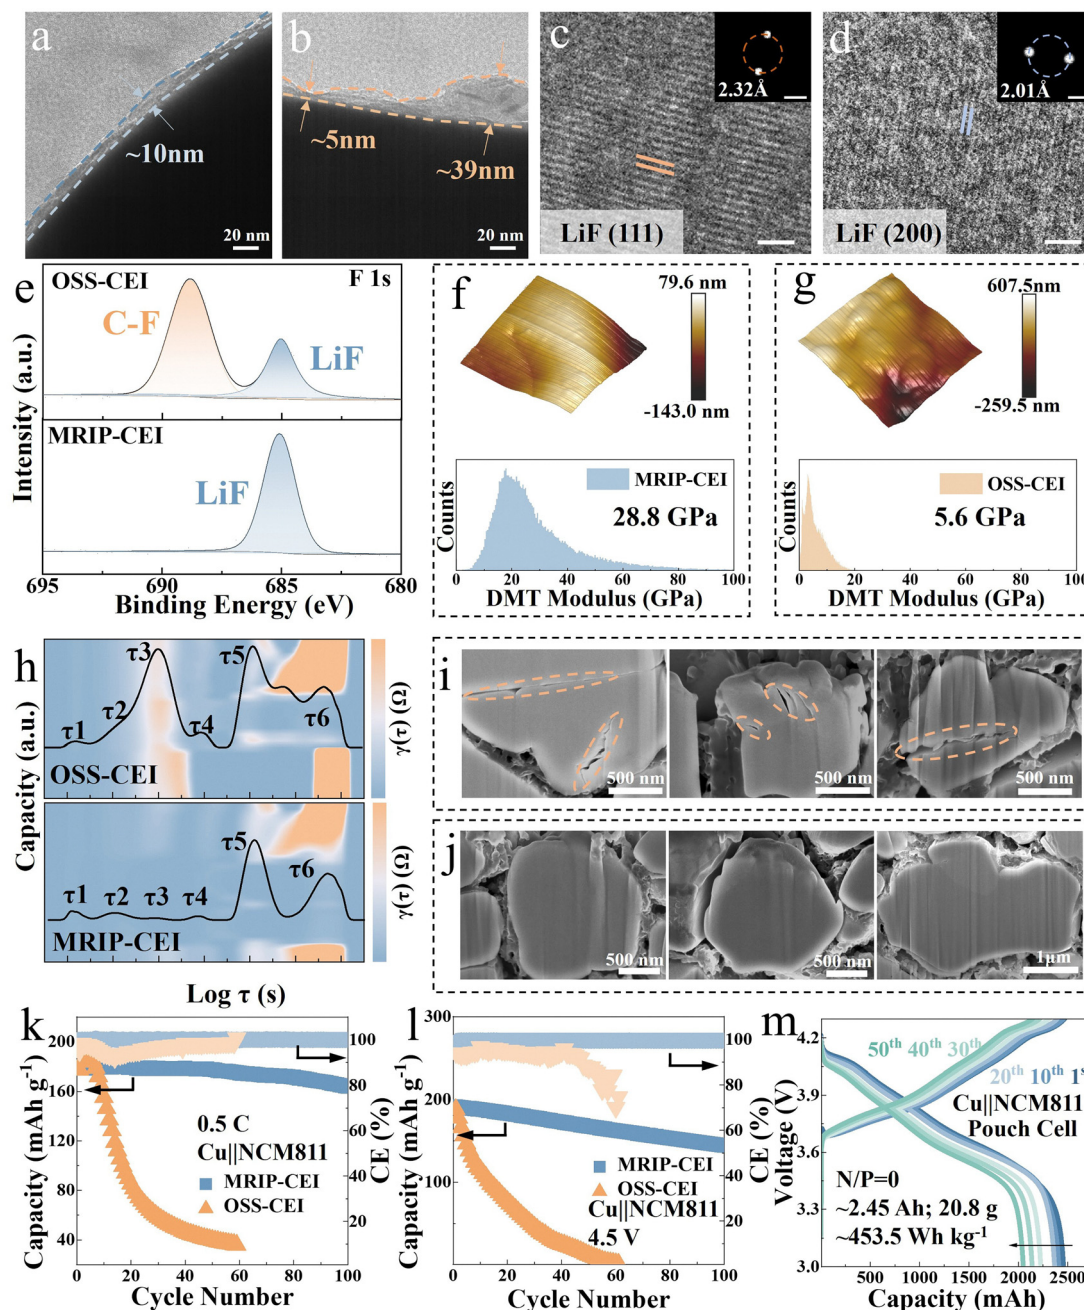 a
~10nm
20 nm
b
~5nm
~39nm
20 nm
c
2.32Å
LiF (111)
d
2.01Å
LiF (200)
e
OSS-CEI
F 1s
C-F
LiF
MRIP-CEI
LiF
Intensity (a.u.)
695
690
685
680
Binding Energy (eV)
f
79.6 nm
-143.0 nm
MRIP-CEI
28.8 GPa
Counts
0
20
40
60
80
100
DMT Modulus (GPa)
g
607.5nm
-259.5 nm
OSS-CEI
5.6 GPa
Counts
0
20
40
60
80
100
DMT Modulus (GPa)
h
τ1
τ2
τ3
τ4
τ5
τ6
OSS-CEI
γ(τ) (Ω)
τ1
τ2
τ3
τ4
τ5
τ6
MRIP-CEI
γ(τ) (Ω)
Capacity (a.u.)
Log τ (s)
i
500 nm
500 nm
500 nm
j
500 nm
500 nm
1μm
k
200
160
120
80
40
Capacity (mAh g⁻¹)
0.5 C
Cu||NCM811
MRIP-CEI
OSS-CEI
100
80
60
40
20
CE (%)
0
20
40
60
80
100
Cycle Number
l
300
200
100
0
Capacity (mAh g⁻¹)
MRIP-CEI
OSS-CEI
Cu||NCM811
4.5 V
100
80
60
40
20
CE (%)
0
20
40
60
80
100
Cycle Number
m
4.2
3.9
3.6
3.3
3.0
Voltage (V)
50th 40th 30th
20th 10th 1s
Cu||NCM811
Pouch Cell
N/P=0
~2.45 Ah; 20.8 g
~453.5 Wh kg⁻¹
500
1000
1500
2000
2500
Capacity (mAh)